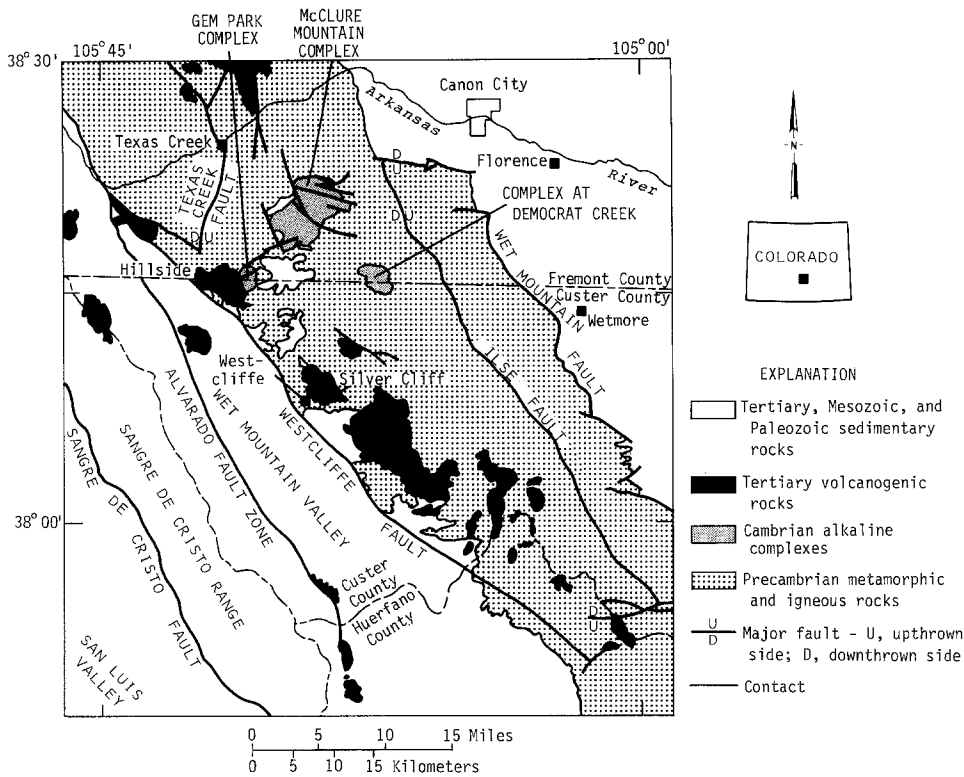 GEM PARK
COMPLEX
McCLURE
MOUNTAIN
COMPLEX
38°30'
105°45'
105°00'
Canon City
Arkansas
River
Texas Creek
Florence
D
U
TEXAS
CREEK
FAULT
D U
D U
COMPLEX AT
DEMOCRAT CREEK
WET MOUNTAIN
FAULT
Hillside
Fremont County
Custer County
Wetmore
West-
cliffe
Silver Cliff
ILSE FAULT
ALVARADO FAULT ZONE
WET MOUNTAIN VALLEY
WESTCLIFFE
FAULT
SANGRE DE CRISTO RANGE
SANGRE DE
CRISTO
FAULT
38°00'
Custer
County
Huerfano
County
D
U
SAN LUIS
VALLEY
0 5 10 15 Miles
0 5 10 15 Kilometers
N
COLORADO
EXPLANATION
Tertiary, Mesozoic, and
Paleozoic sedimentary
rocks
Tertiary volcanogenic
rocks
Cambrian alkaline
complexes
Precambrian metamorphic
and igneous rocks
U
D
Major fault - U, upthrown
side; D, downthrown side
Contact